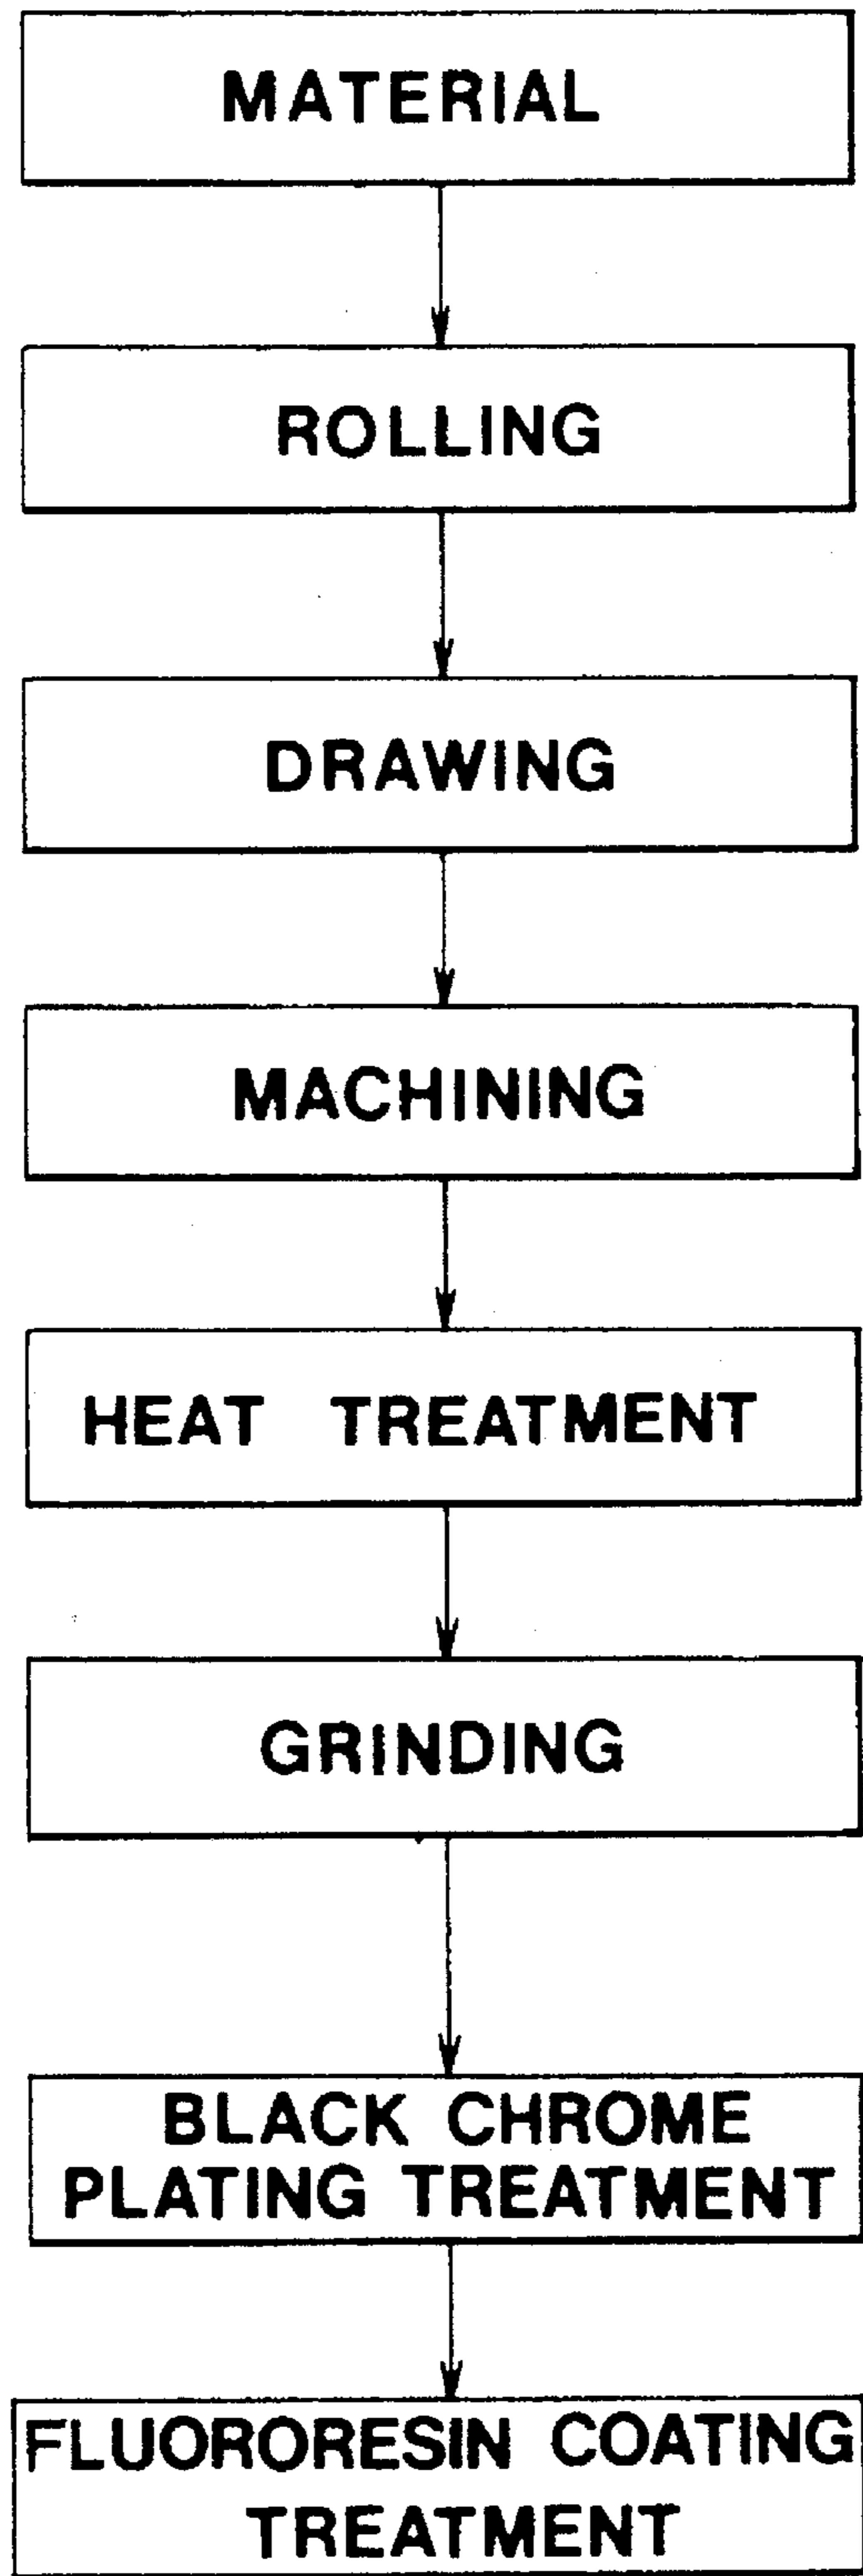 MATERIAL
ROLLING
DRAWING
MACHINING
HEAT TREATMENT
GRINDING
BLACK CHROME
PLATING TREATMENT
FLUORORESIN COATING
TREATMENT